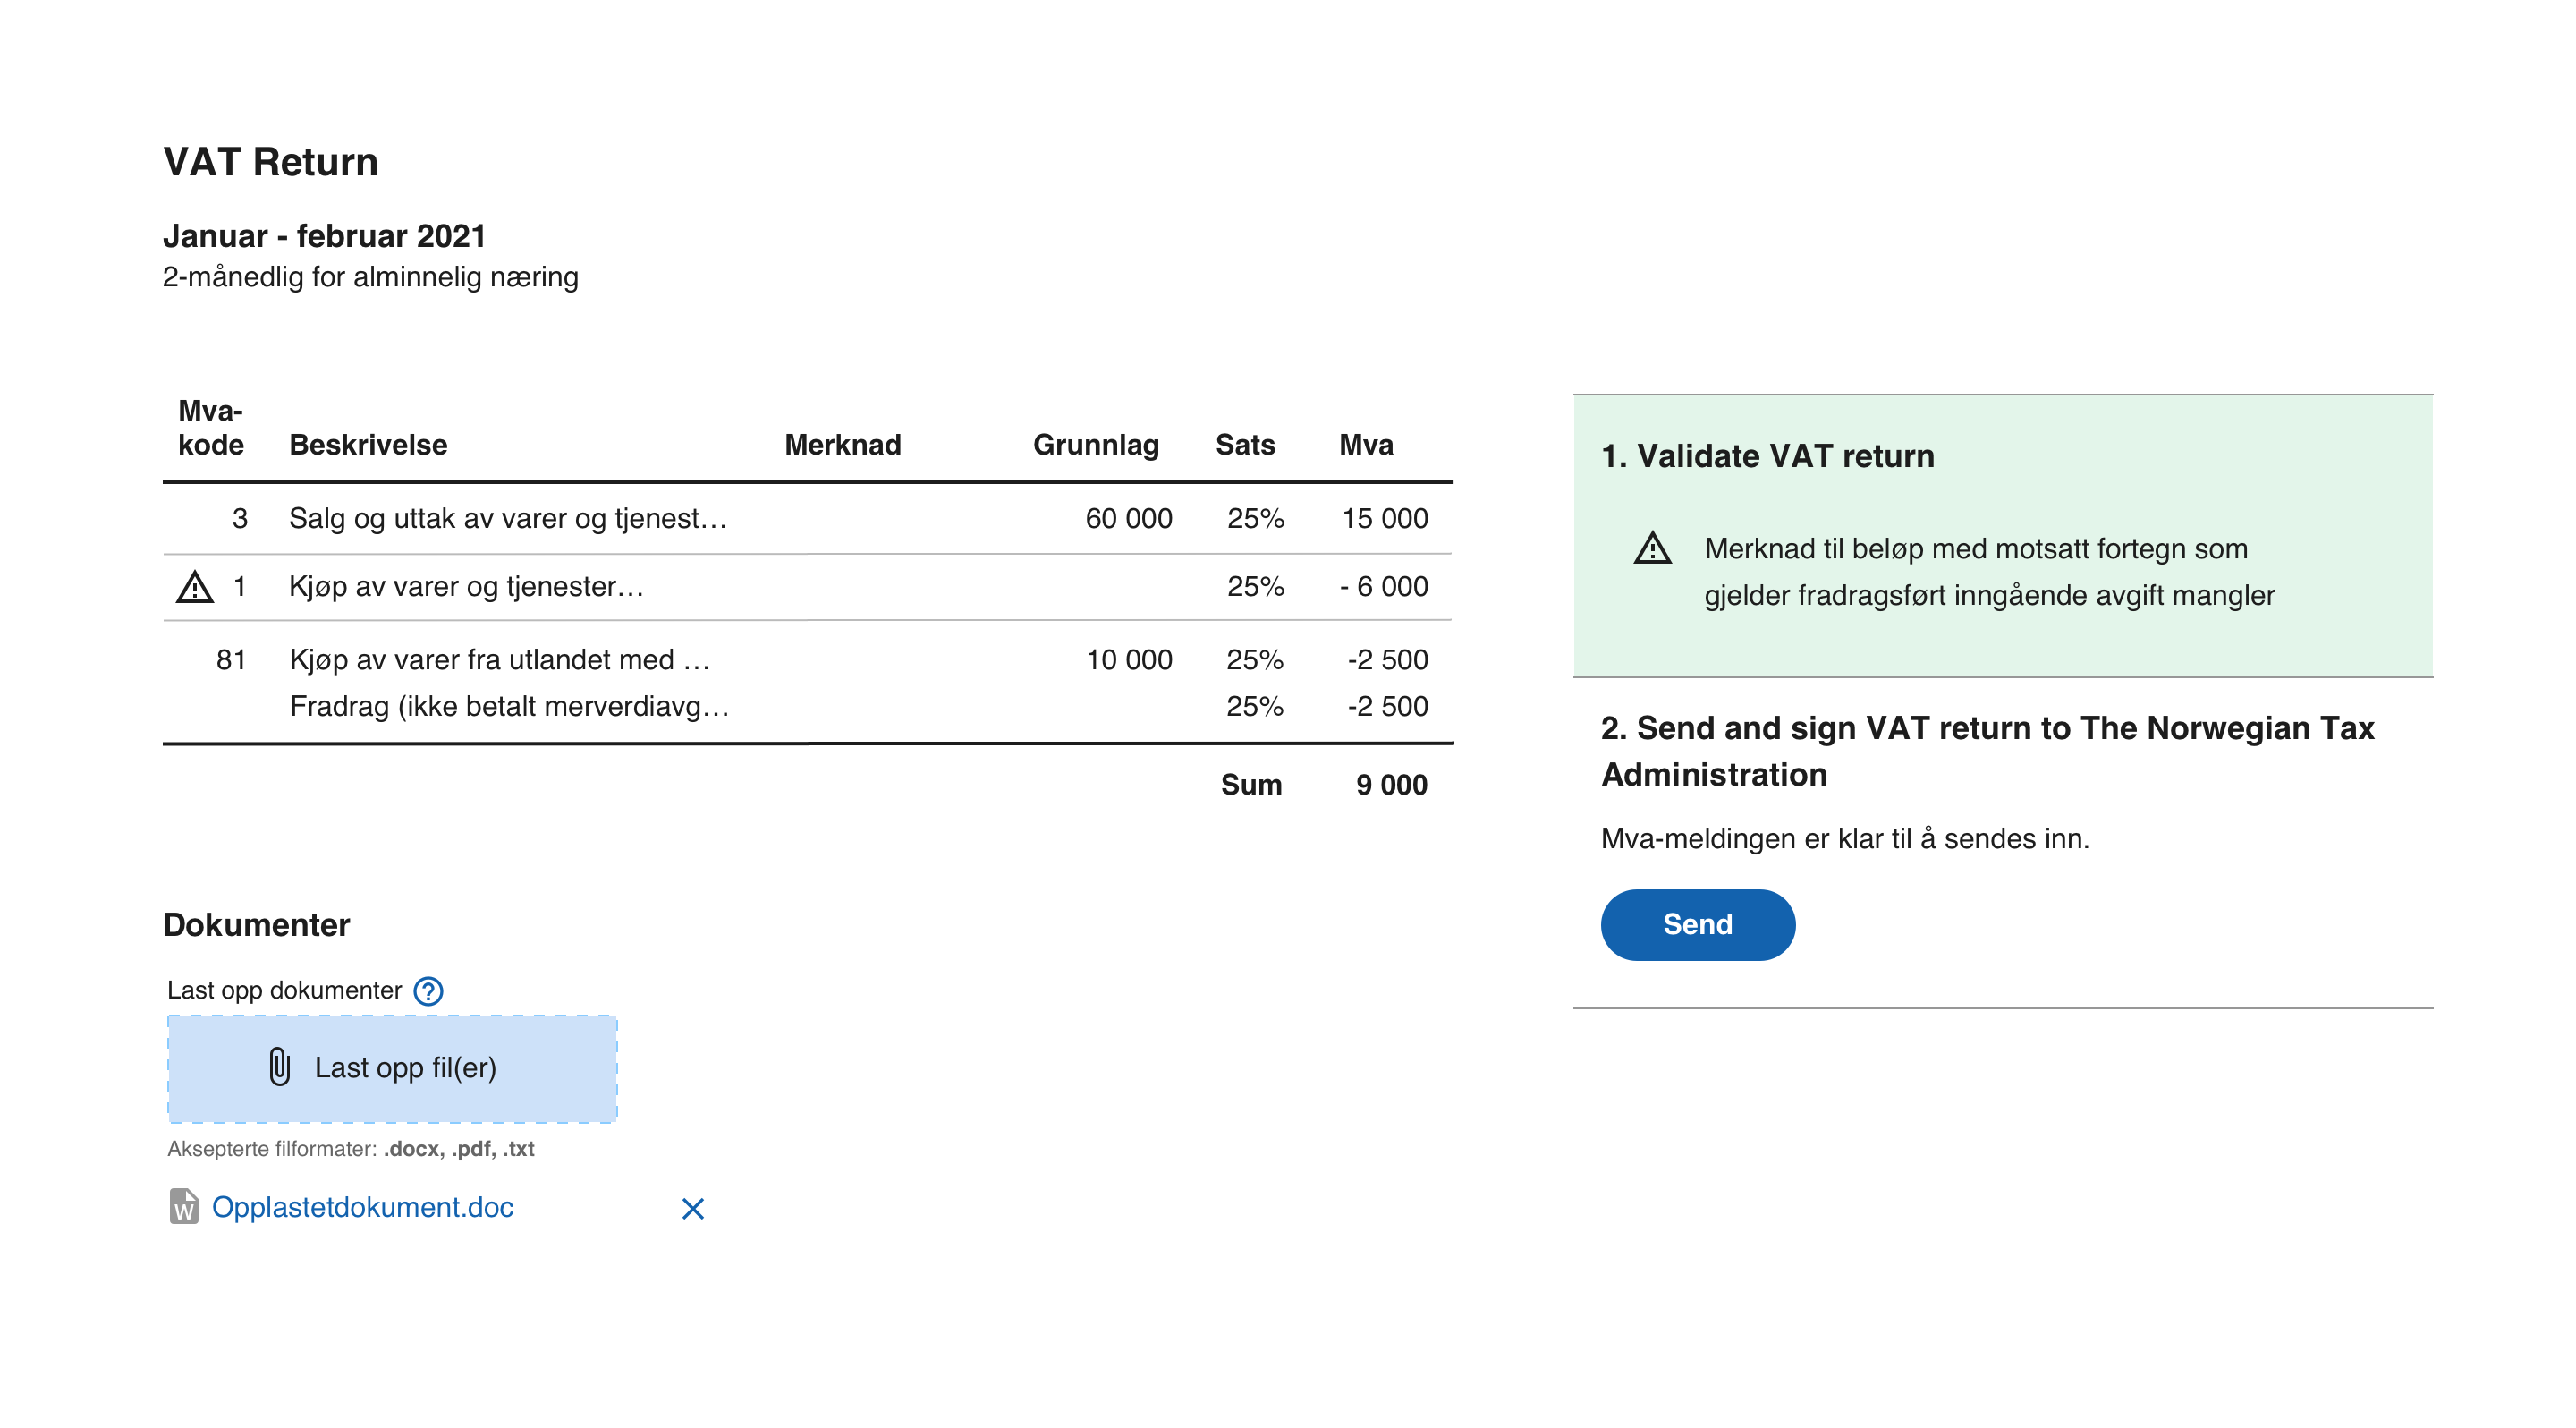 VAT Return
Januar - februar 2021
2-månedlig for alminnelig næring
Mva-
kode Beskrivelse Merknad Grunnlag Sats Mva
3 Salg og uttak av varer og tjenest… 60 000 25% 15 000
1 Kjøp av varer og tjenester… 25% - 6 000
81 Kjøp av varer fra utlandet med … 10 000 25% -2 500
Fradrag (ikke betalt merverdiavg… 25% -2 500
Sum 9 000
Dokumenter
Last opp dokumenter ?
Last opp fil(er)
Aksepterte filformater: .docx, .pdf, .txt
W Opplastetdokument.doc
1. Validate VAT return
Merknad til beløp med motsatt fortegn som
gjelder fradragsført inngående avgift mangler
2. Send and sign VAT return to The Norwegian Tax
Administration
Mva-meldingen er klar til å sendes inn.
Send